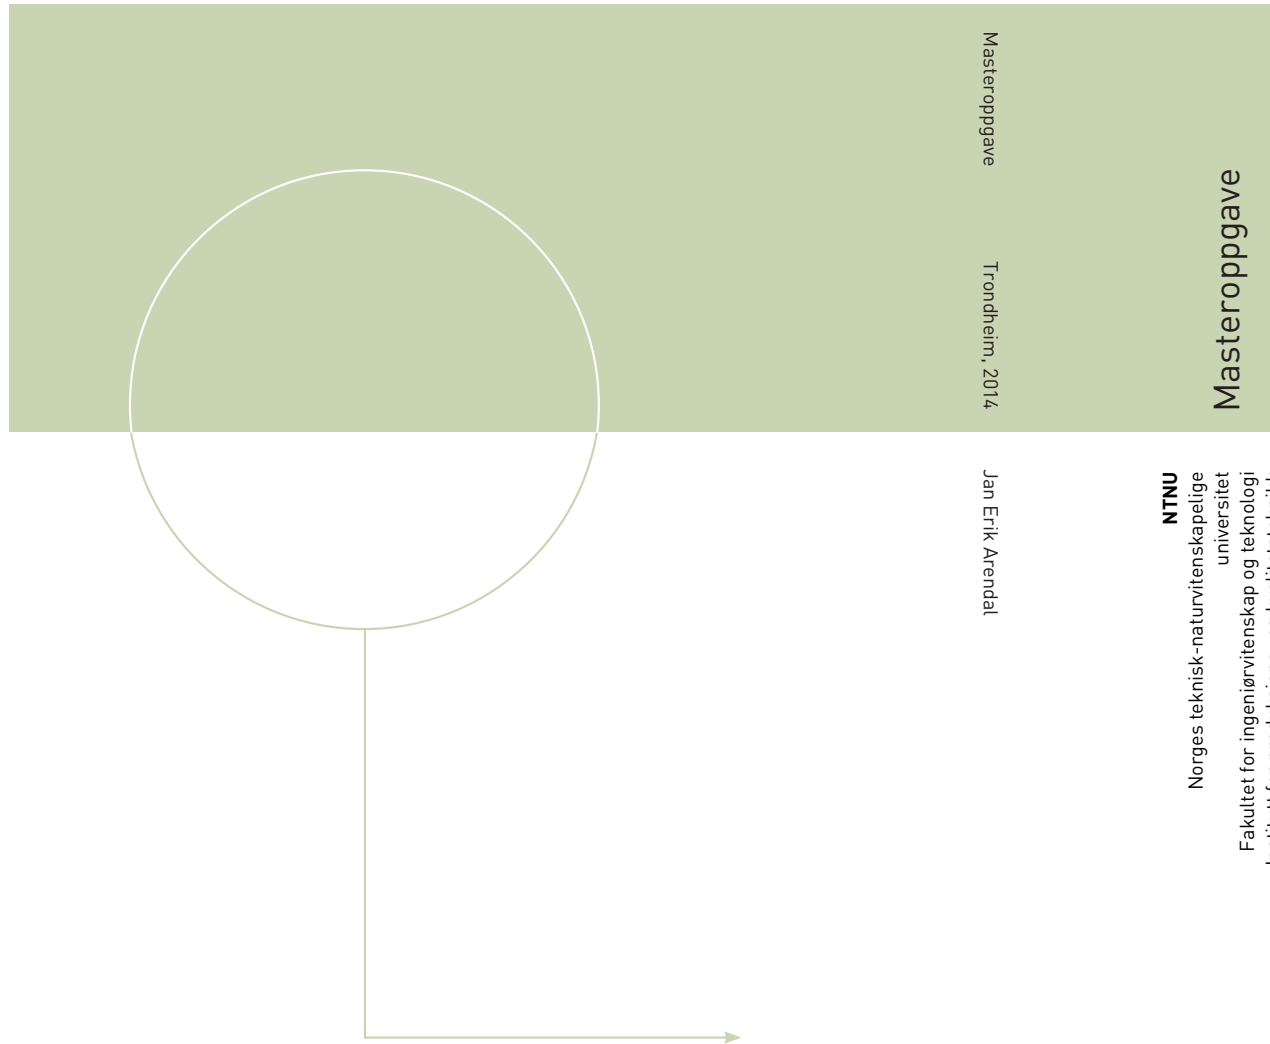 Masteroppgave
Trondheim, 2014
Jan Erik Arendal
Masteroppgave
NTNU
Norges teknisk-naturvitenskapelige
universitet
Fakultet for ingeniørvitenskap og teknologi